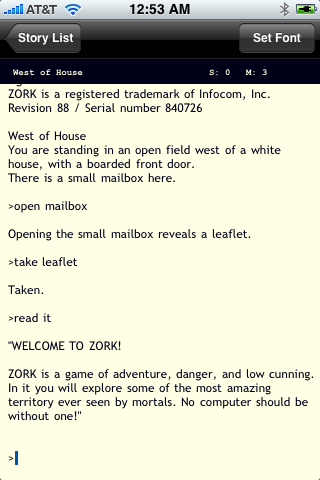 AT&T 12:53 AM
Story List Set Font
West of House S: 0 M: 3
ZORK is a registered trademark of Infocom, Inc.
Revision 88 / Serial number 840726
West of House
You are standing in an open field west of a white
house, with a boarded front door.
There is a small mailbox here.
>open mailbox
Opening the small mailbox reveals a leaflet.
>take leaflet
Taken.
>read it
"WELCOME TO ZORK!
ZORK is a game of adventure, danger, and low cunning.
In it you will explore some of the most amazing
territory ever seen by mortals. No computer should be
without one!"
>